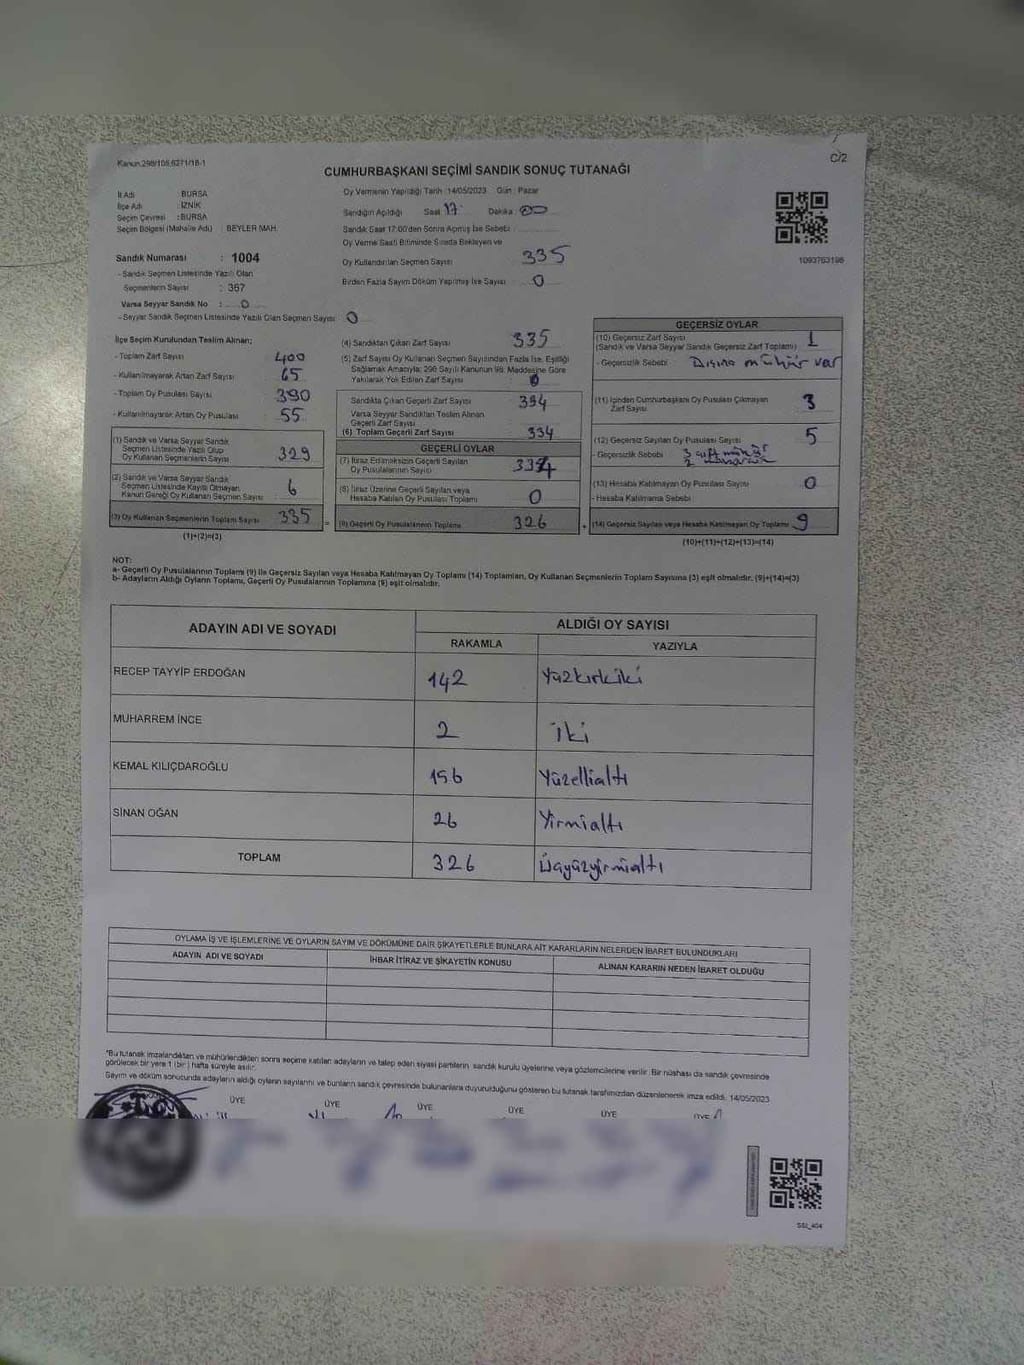 Kanun:298/105,6271/18-1
C/2
CUMHURBAŞKANI SEÇİMİ SANDIK SONUÇ TUTANAĞI
İl Adı : BURSA
İlçe Adı : İZNİK
Seçim Çevresi : BURSA
Seçim Bölgesi (Mahalle Adı) : BEYLER MAH.
Oy Vermenin Yapıldığı Tarih : 14/05/2023 Gün : Pazar
Sandığın Açıldığı Saat 17 Dakika : 00
Sandık Saat 17:00'den Sonra Açılmış İse Sebebi :
Oy Verme Saati Bitiminde Sırada Bekleyen ve
Oy Kullandırılan Seçmen Sayısı 335
Birden Fazla Sayım Döküm Yapılmış İse Sayısı 0
1093763196
Sandık Numarası : 1004
- Sandık Seçmen Listesinde Yazılı Olan
Seçmenlerin Sayısı : 367
Varsa Seyyar Sandık No : 0
- Seyyar Sandık Seçmen Listesinde Yazılı Olan Seçmen Sayısı 0
İlçe Seçim Kurulundan Teslim Alınan;
- Toplam Zarf Sayısı 400
- Kullanılmayarak Artan Zarf Sayısı 65
- Toplam Oy Pusulası Sayısı 390
- Kullanılmayarak Artan Oy Pusulası 55
(1) Sandık ve Varsa Seyyar Sandık
Seçmen Listesinde Yazılı Olup
Oy Kullanan Seçmenlerin Sayısı 329
(2) Sandık ve Varsa Seyyar Sandık
Seçmen Listesinde Kayıtlı Olmayan
Kanun Gereği Oy Kullanan Seçmen Sayısı : 6
(3) Oy Kullanan Seçmenlerin Toplam Sayısı 335
(1)+(2)=(3)
(4) Sandıktan Çıkan Zarf Sayısı 335
(5) Zarf Sayısı Oy Kullanan Seçmen Sayısından Fazla İse, Eşitliği
Sağlamak Amacıyla; 298 Sayılı Kanunun 98. Maddesine Göre
Yakılarak Yok Edilen Zarf Sayısı : 0
Sandıkta Çıkan Geçerli Zarf Sayısı 334
Varsa Seyyar Sandıktan Teslim Alınan
Geçerli Zarf Sayısı
(6) Toplam Geçerli Zarf Sayısı 334
GEÇERLİ OYLAR
(7) İtiraz Edilmeksizin Geçerli Sayılan
Oy Pusulalarının Sayısı 334
(8) İtiraz Üzerine Geçerli Sayılan veya
Hesaba Katılan Oy Pusulası Toplamı 0
(9) Geçerli Oy Pusulalarının Toplamı 326
GEÇERSİZ OYLAR
(10) Geçersiz Zarf Sayısı 1
(Sandık ve Varsa Seyyar Sandık Geçersiz Zarf Toplamı)
- Geçersizlik Sebebi Dışına mühür var
(11) İçinden Cumhurbaşkanı Oy Pusulası Çıkmayan
Zarf Sayısı 3
(12) Geçersiz Sayılan Oy Pusulası Sayısı 5
- Geçersizlik Sebebi 3 çift mühür
(13) Hesaba Katılmayan Oy Pusulası Sayısı 0
- Hesaba Katılmama Sebebi
(14) Geçersiz Sayılan veya Hesaba Katılmayan Oy Toplamı 9
(10)+(11)+(12)+(13)=(14)
NOT:
a- Geçerli Oy Pusulalarının Toplamı (9) ile Geçersiz Sayılan veya Hesaba Katılmayan Oy Toplamı (14) Toplamları, Oy Kullanan Seçmenlerin Toplam Sayısına (3) eşit olmalıdır. (9)+(14)=(3)
b- Adayların Aldığı Oyların Toplamı, Geçerli Oy Pusulalarının Toplamına (9) eşit olmalıdır.
ADAYIN ADI VE SOYADI ALDIĞI OY SAYISI
RAKAMLA YAZIYLA
RECEP TAYYİP ERDOĞAN 142 Yüzkırkiki
MUHARREM İNCE 2 iki
KEMAL KILIÇDAROĞLU 156 Yüzellialtı
SİNAN OĞAN 26 Yirmialtı
TOPLAM 326 Üçyüzyirmialtı
OYLAMA İŞ VE İŞLEMLERİNE VE OYLARIN SAYIM VE DÖKÜMÜNE DAİR ŞİKAYETLERLE BUNLARA AİT KARARLARIN NELERDEN İBARET BULUNDUKLARI
ADAYIN ADI VE SOYADI İHBAR İTİRAZ VE ŞİKAYETİN KONUSU ALINAN KARARIN NEDEN İBARET OLDUĞU
*Bu tutanak imzalandıktan ve mühürlendikten sonra seçime katılan adayların ve talep eden siyasi partilerin sandık kurulu üyelerine veya gözlemcilerine verilir. Bir nüshası da sandık çevresinde
görülecek bir yere 1 (bir) hafta süreyle asılır.
Sayım ve döküm sonucunda adayların aldığı oyların sayılarını ve bunların sandık çevresinde bulunanlara duyurulduğunu gösteren bu tutanak tarafımızdan düzenlenerek imza edildi. 14/05/2023
ÜYE ÜYE ÜYE ÜYE ÜYE ÜYE
SSI_404